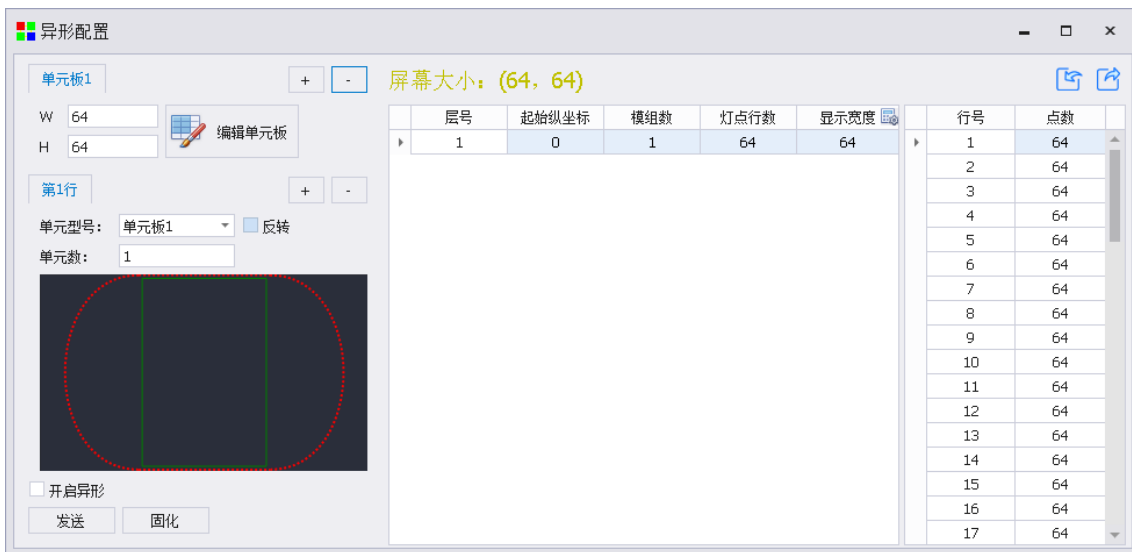 异形配置
单元板1 + -
W 64
H 64
编辑单元板
第1行 + -
单元型号： 单元板1 反转
单元数： 1
开启异形
发送 固化
屏幕大小：(64, 64)
层号 起始纵坐标 模组数 灯点行数 显示宽度
1 0 1 64 64
行号 点数
1 64
2 64
3 64
4 64
5 64
6 64
7 64
8 64
9 64
10 64
11 64
12 64
13 64
14 64
15 64
16 64
17 64